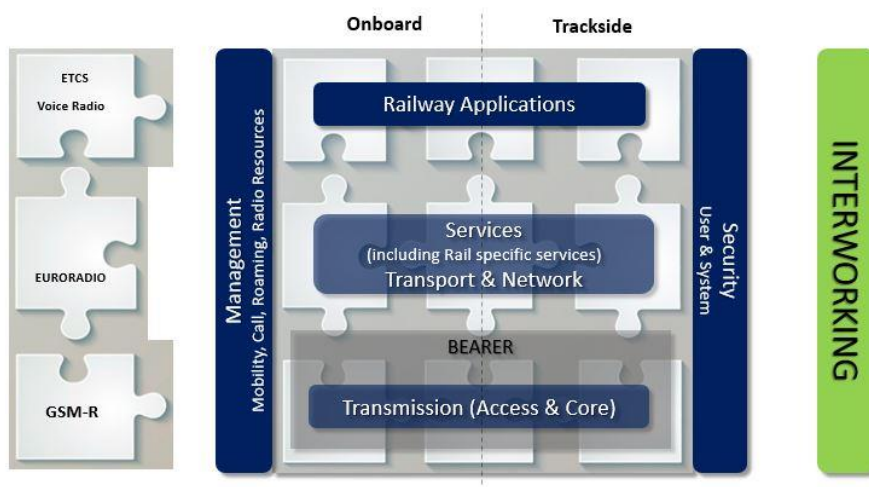 Onboard
Trackside
ETCS
Voice Radio
EURORADIO
GSM-R
Management
Mobility, Call, Roaming, Radio Resources
Railway Applications
Services
(including Rail specific services)
Transport & Network
BEARER
Transmission (Access & Core)
Security
User & System
INTERWORKING